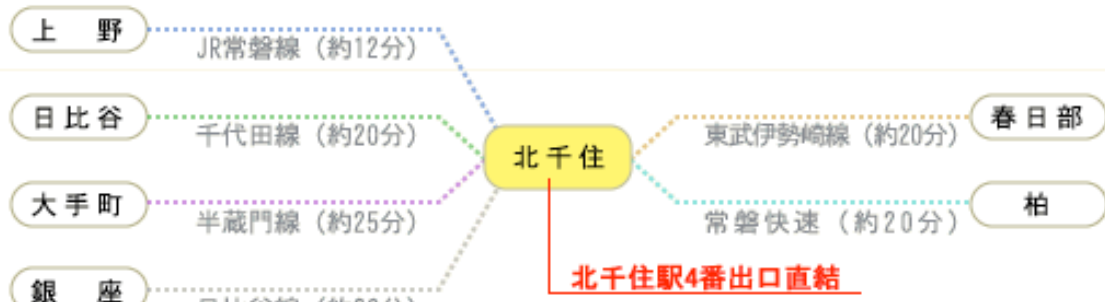 上野
JR常磐線（約12分）
日比谷
千代田線（約20分）
大手町
半蔵門線（約25分）
銀座
北千住
北千住駅4番出口直結
東武伊勢崎線（約20分）
春日部
常磐快速（約20分）
柏